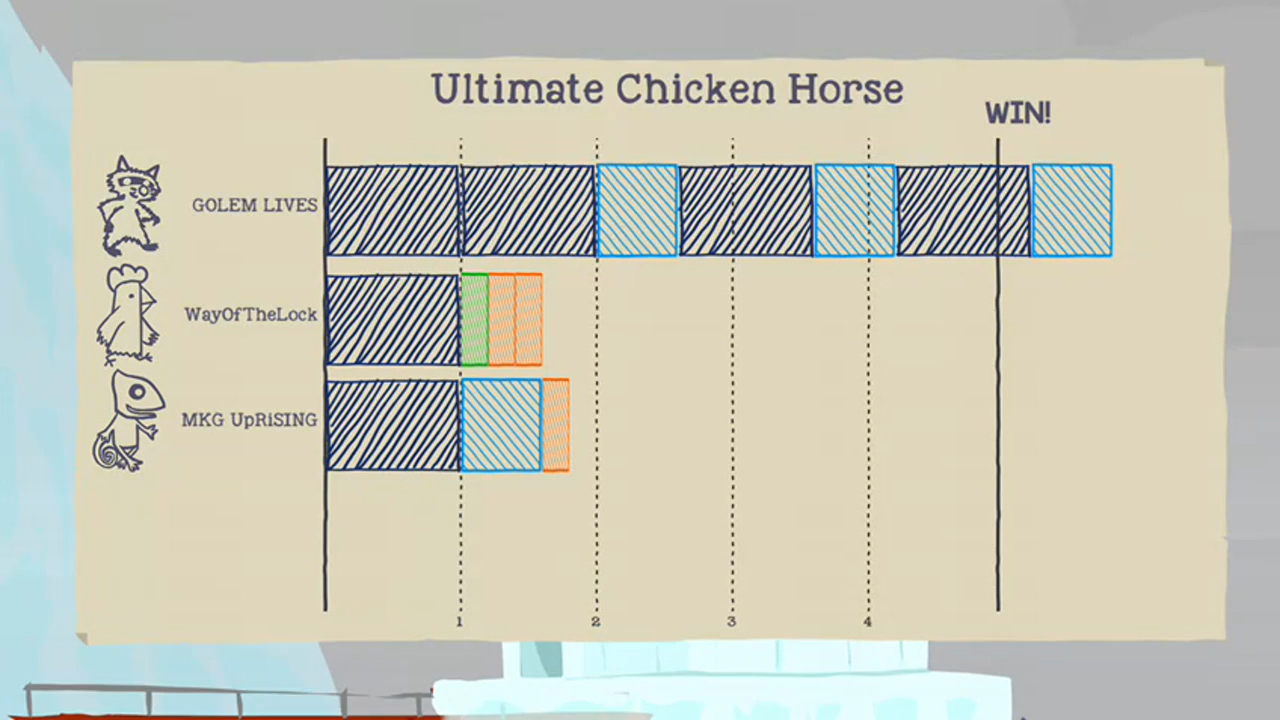 Ultimate Chicken Horse
WIN!
GOLEM LIVES
WayOfTheLock
MKG UpRiSING
1 2 3 4